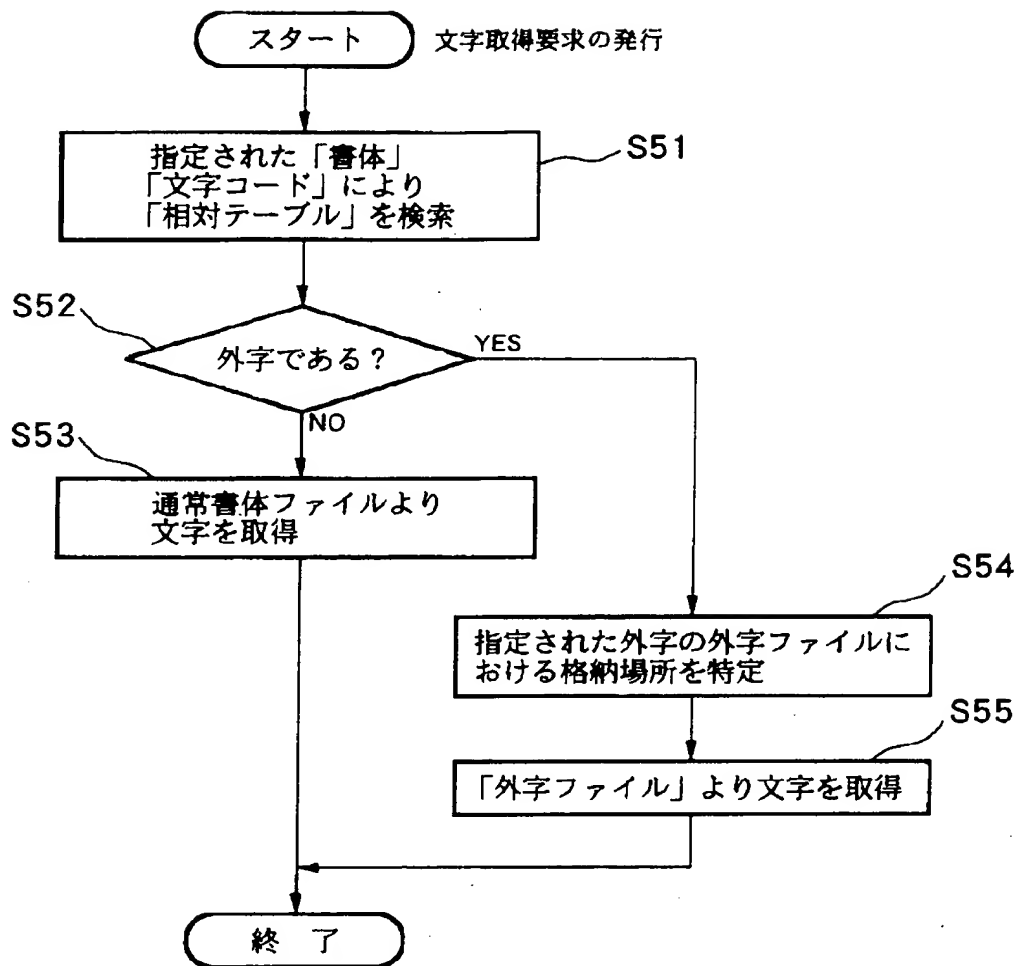 スタート
文字取得要求の発行
指定された「書体」
「文字コード」により
「相対テーブル」を検索
S51
S52
外字である？
YES
NO
S53
通常書体ファイルより
文字を取得
S54
指定された外字の外字ファイルに
おける格納場所を特定
S55
「外字ファイル」より文字を取得
終 了